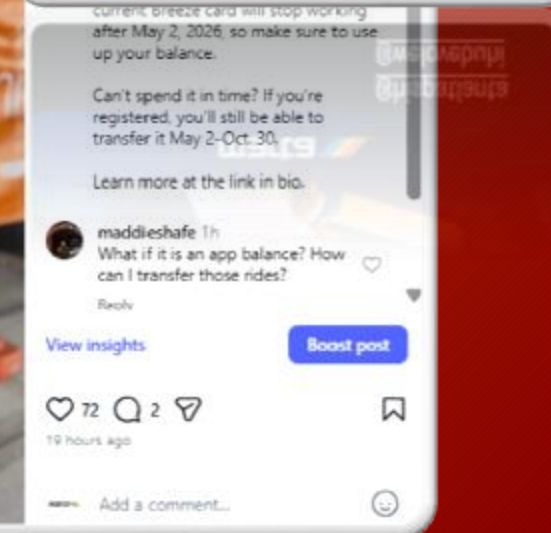 current Breeze card will stop working
after May 2, 2026, so make sure to use
up your balance.
Can't spend it in time? If you're
registered, you'll still be able to
transfer it May 2-Oct. 30.
Learn more at the link in bio.
maddieshafe 1h
What if it is an app balance? How
can I transfer those rides?
Reply
View insights
Boost post
72 2
19 hours ago
Add a comment...